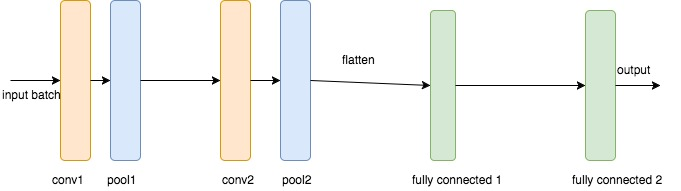 flatten
output
input batch
conv1
pool1
conv2
pool2
fully connected 1
fully connected 2